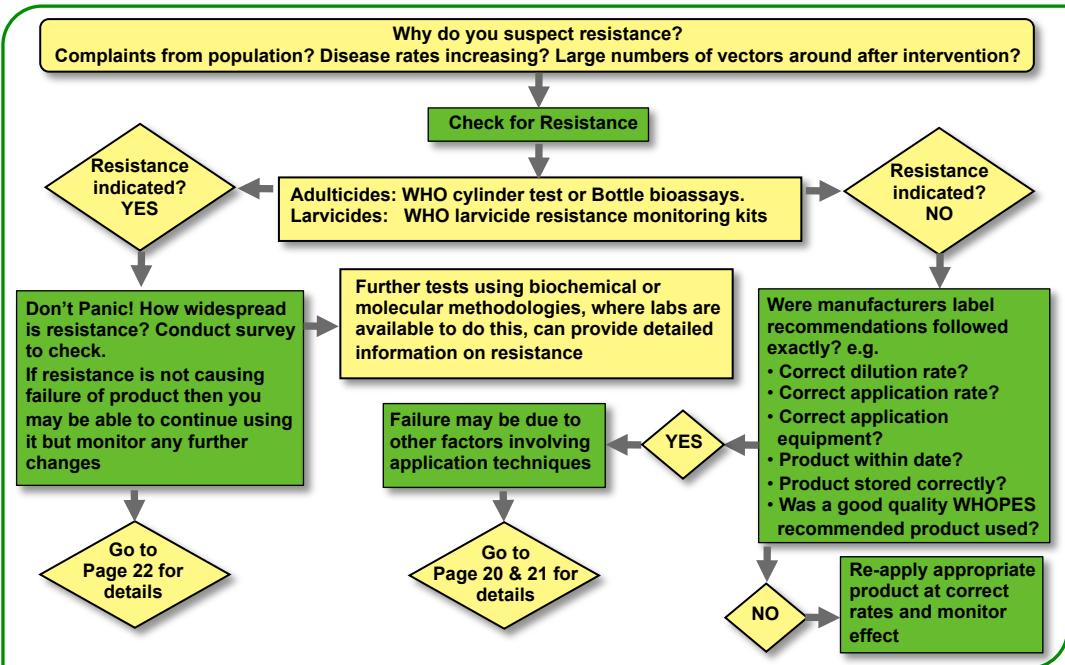 Why do you suspect resistance?
Complaints from population? Disease rates increasing? Large numbers of vectors around after intervention?
Check for Resistance
Resistance
indicated?
YES
Adulticides: WHO cylinder test or Bottle bioassays.
Larvicides: WHO larvicide resistance monitoring kits
Resistance
indicated?
NO
Don't Panic! How widespread
is resistance? Conduct survey
to check.
If resistance is not causing
failure of product then you
may be able to continue using
it but monitor any further
changes
Further tests using biochemical or
molecular methodologies, where labs are
available to do this, can provide detailed
information on resistance
Were manufacturers label
recommendations followed
exactly? e.g.
• Correct dilution rate?
• Correct application rate?
• Correct application
equipment?
• Product within date?
• Product stored correctly?
• Was a good quality WHOPES
recommended product used?
Failure may be due to
other factors involving
application techniques
YES
Go to
Page 22 for
details
Go to
Page 20 & 21 for
details
NO
Re-apply appropriate
product at correct
rates and monitor
effect